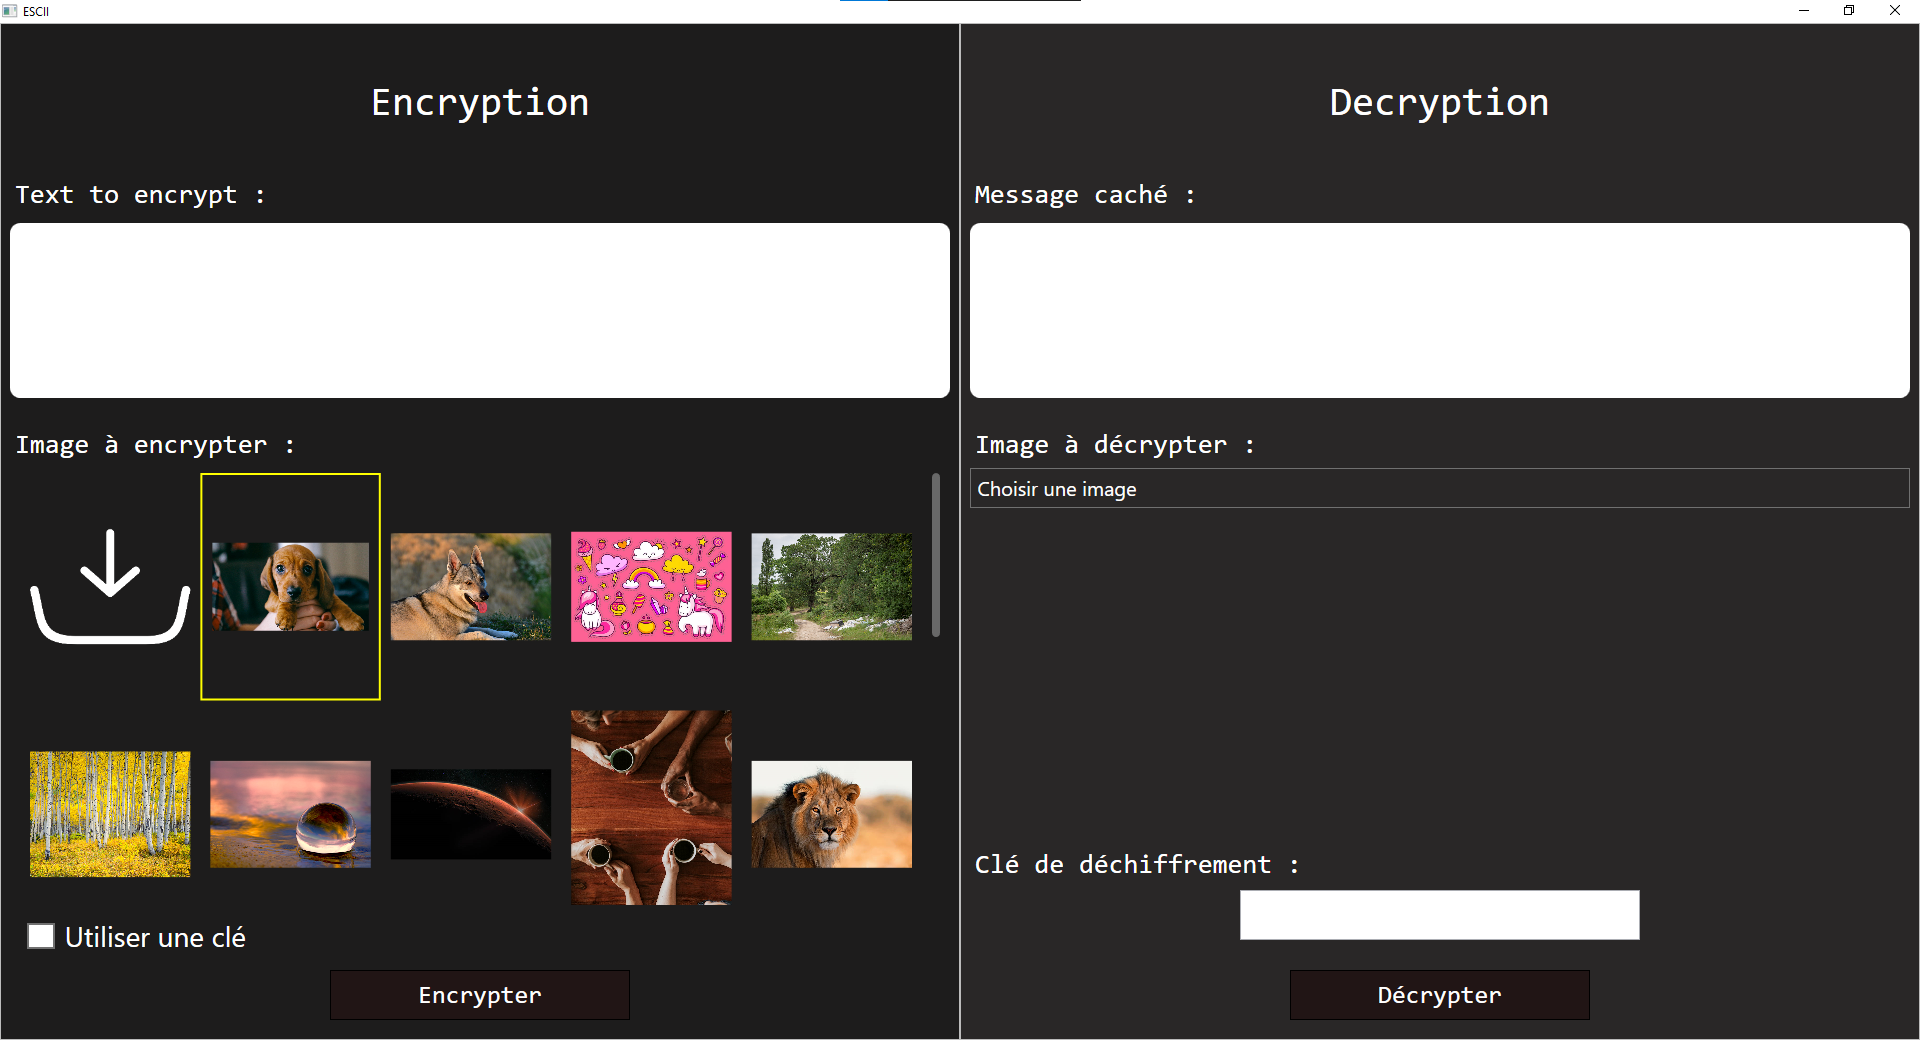 ESCII
Encryption
Text to encrypt :
Image à encrypter :
Utiliser une clé
Encrypter
Decryption
Message caché :
Image à décrypter :
Choisir une image
Clé de déchiffrement :
Décrypter